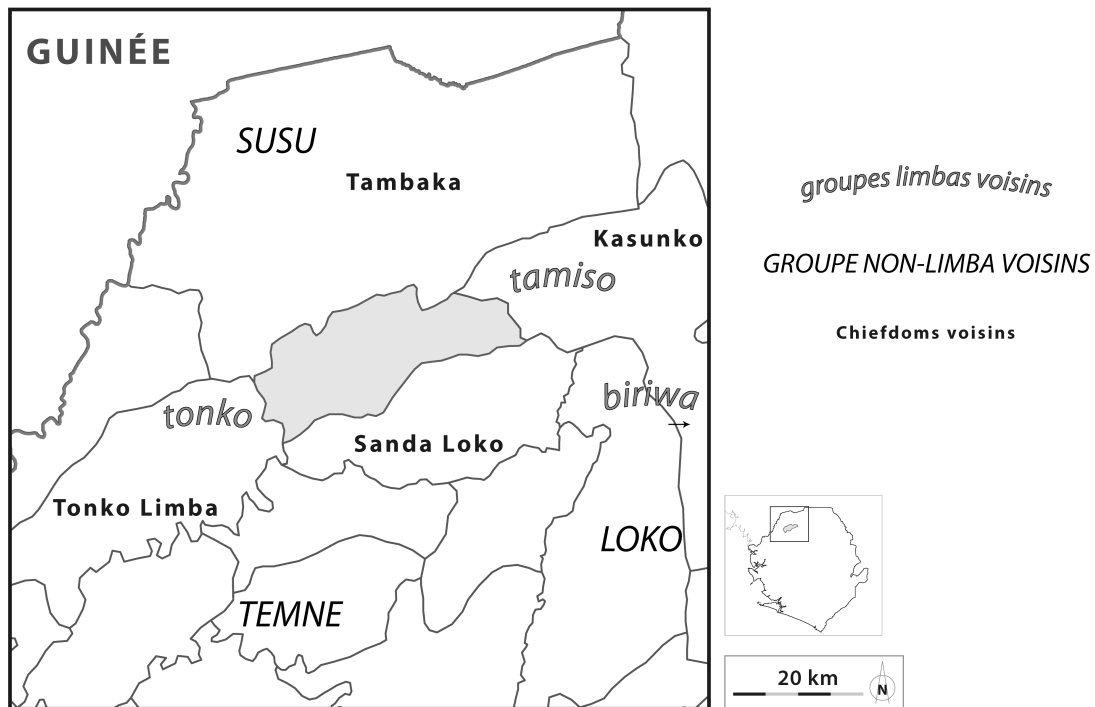 GUINÉE
SUSU
Tambaka
groupes limbas voisins
Kasunko
GROUPE NON-LIMBA VOISINS
tamiso
Chiefdoms voisins
biriwa
tonko
Sanda Loko
Tonko Limba
LOKO
TEMNE
20 km
N